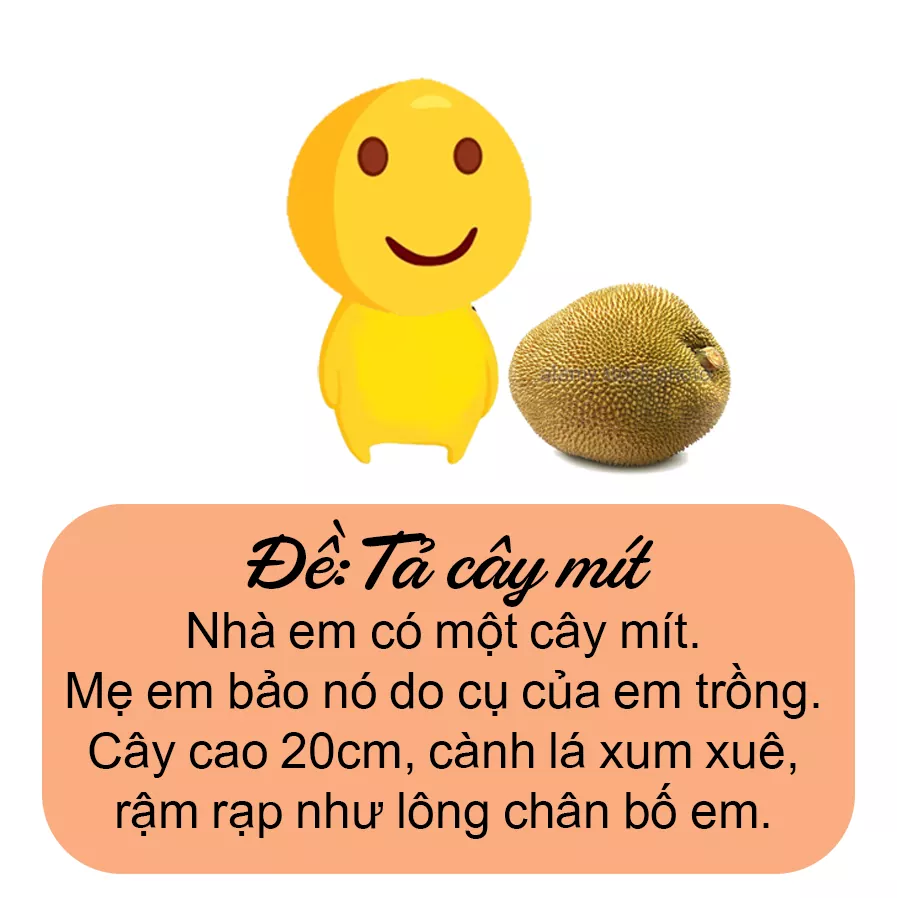 Đề: Tả cây mít
Nhà em có một cây mít.
Mẹ em bảo nó do cụ của em trồng.
Cây cao 20cm, cành lá xum xuê,
rậm rạp như lông chân bố em.